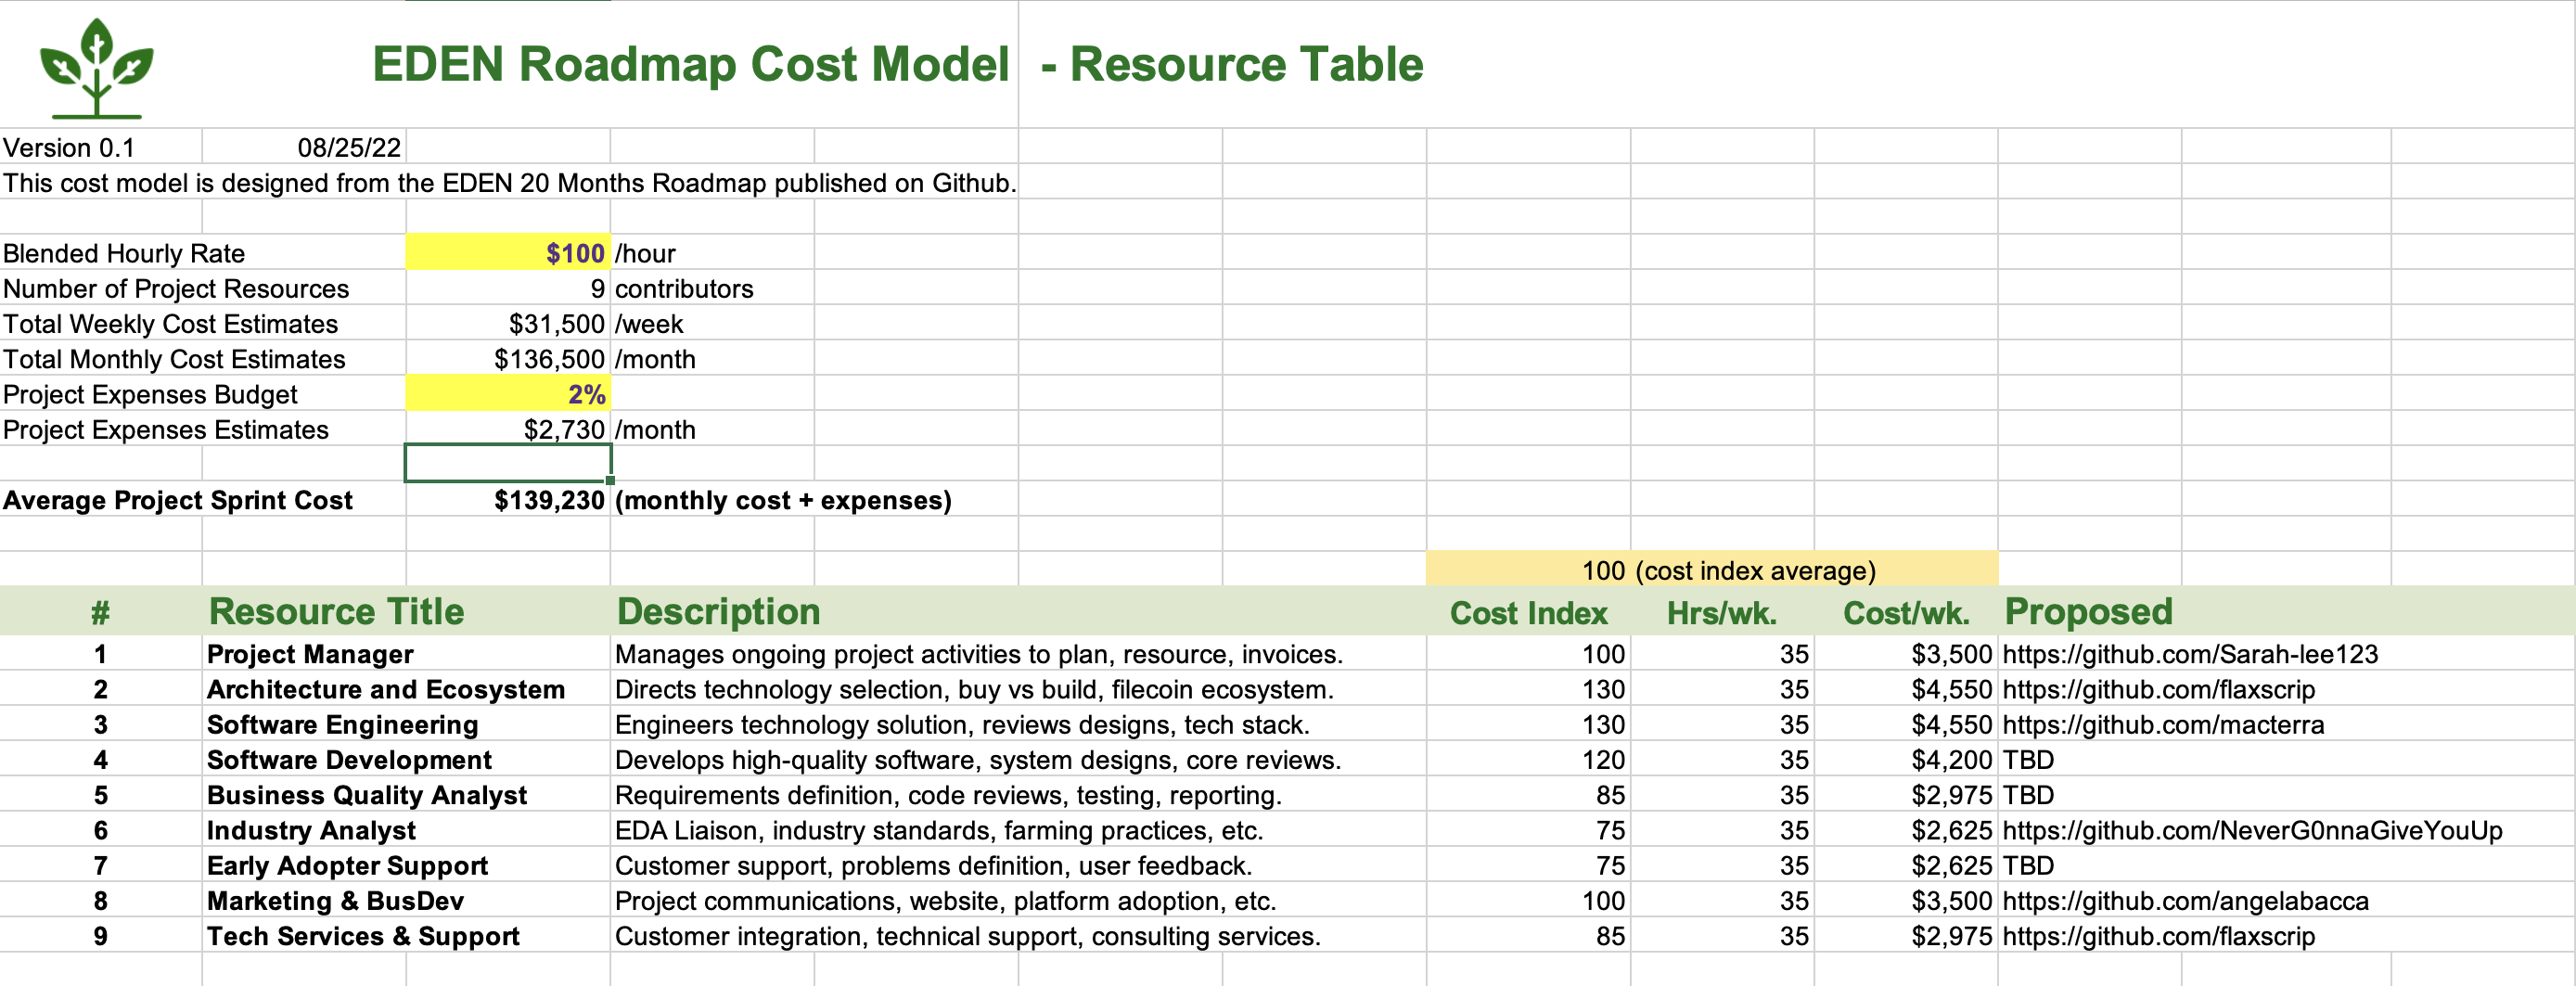 EDEN Roadmap Cost Model - Resource Table
Version 0.1 08/25/22
This cost model is designed from the EDEN 20 Months Roadmap published on Github.
Blended Hourly Rate $100 /hour
Number of Project Resources 9 contributors
Total Weekly Cost Estimates $31,500 /week
Total Monthly Cost Estimates $136,500 /month
Project Expenses Budget 2%
Project Expenses Estimates $2,730 /month
Average Project Sprint Cost $139,230 (monthly cost + expenses)
100 (cost index average)
# Resource Title Description Cost Index Hrs/wk. Cost/wk. Proposed
1 Project Manager Manages ongoing project activities to plan, resource, invoices. 100 35 $3,500 https://github.com/Sarah-lee123
2 Architecture and Ecosystem Directs technology selection, buy vs build, filecoin ecosystem. 130 35 $4,550 https://github.com/flaxscrip
3 Software Engineering Engineers technology solution, reviews designs, tech stack. 130 35 $4,550 https://github.com/macterra
4 Software Development Develops high-quality software, system designs, core reviews. 120 35 $4,200 TBD
5 Business Quality Analyst Requirements definition, code reviews, testing, reporting. 85 35 $2,975 TBD
6 Industry Analyst EDA Liaison, industry standards, farming practices, etc. 75 35 $2,625 https://github.com/NeverG0nnaGiveYouUp
7 Early Adopter Support Customer support, problems definition, user feedback. 75 35 $2,625 TBD
8 Marketing & BusDev Project communications, website, platform adoption, etc. 100 35 $3,500 https://github.com/angelabacca
9 Tech Services & Support Customer integration, technical support, consulting services. 85 35 $2,975 https://github.com/flaxscrip